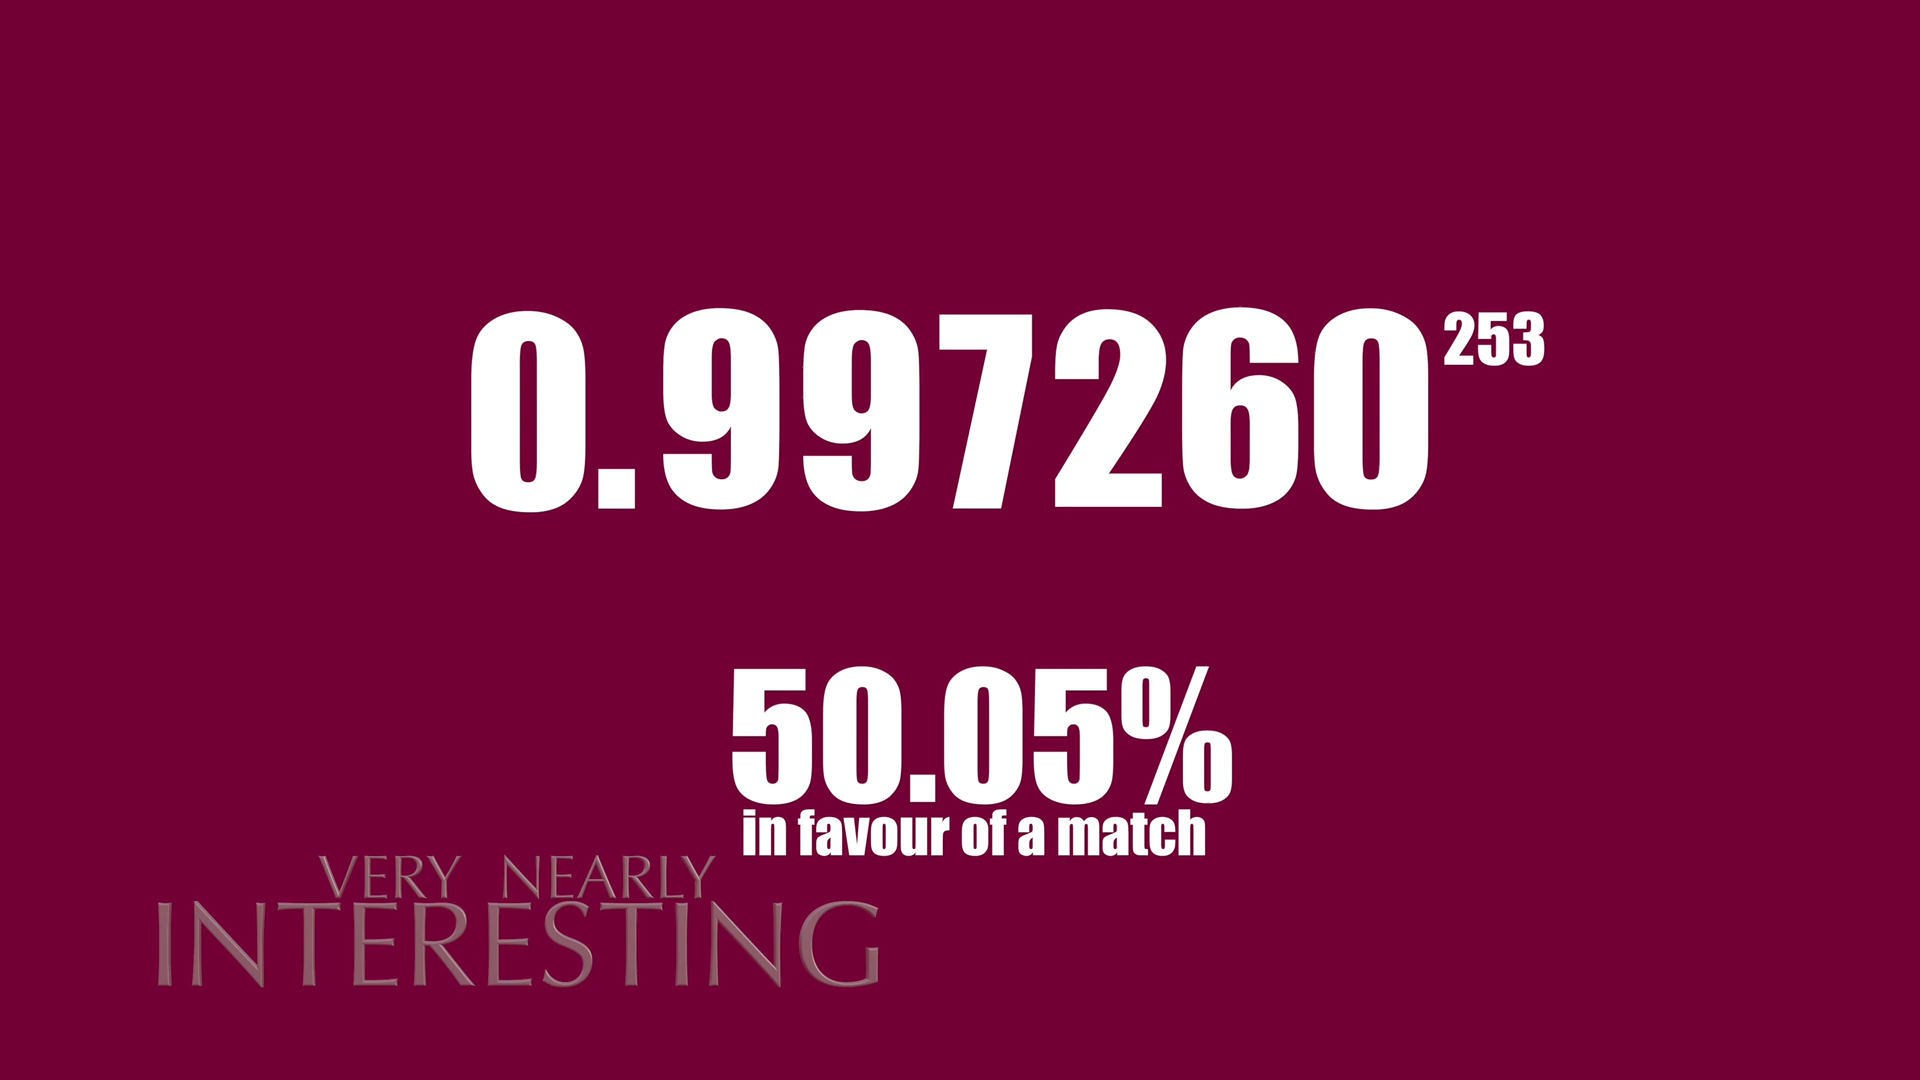 0.997260²⁵³
50.05%
in favour of a match
VERY NEARLY
INTERESTING